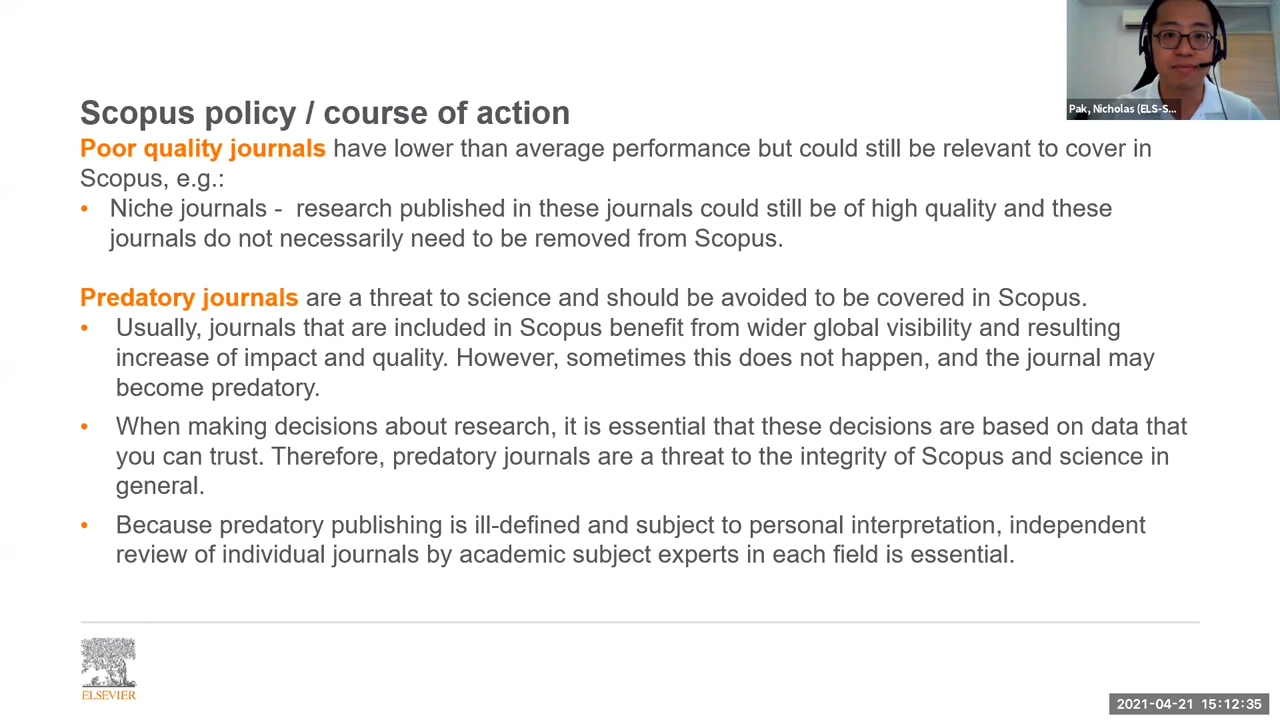 Scopus policy / course of action
Poor quality journals have lower than average performance but could still be relevant to cover in
Scopus, e.g.:
• Niche journals - research published in these journals could still be of high quality and these
journals do not necessarily need to be removed from Scopus.
Predatory journals are a threat to science and should be avoided to be covered in Scopus.
• Usually, journals that are included in Scopus benefit from wider global visibility and resulting
increase of impact and quality. However, sometimes this does not happen, and the journal may
become predatory.
• When making decisions about research, it is essential that these decisions are based on data that
you can trust. Therefore, predatory journals are a threat to the integrity of Scopus and science in
general.
• Because predatory publishing is ill-defined and subject to personal interpretation, independent
review of individual journals by academic subject experts in each field is essential.
Pak, Nicholas (ELS-S...
ELSEVIER
2021-04-21 15:12:35